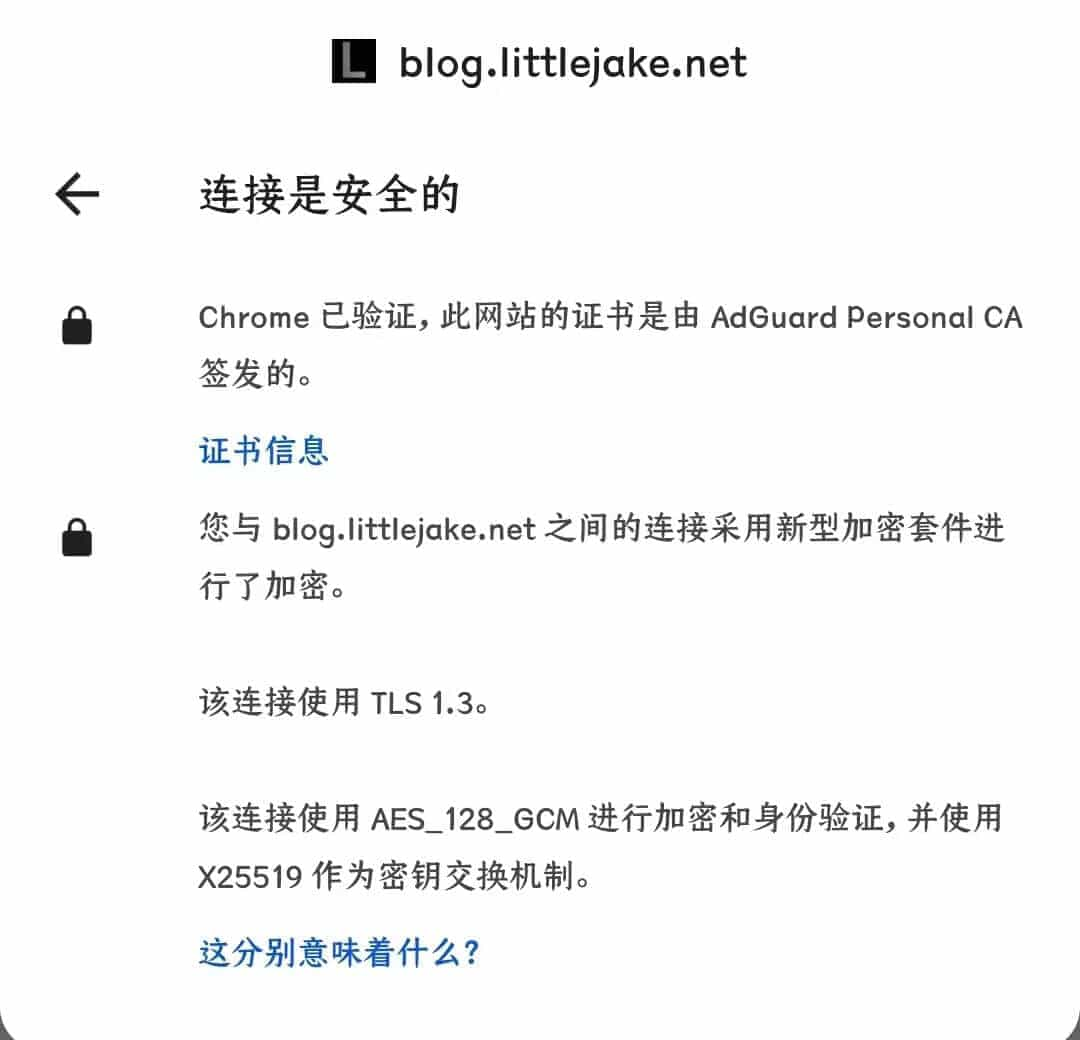 L blog.littlejake.net
连接是安全的
Chrome 已验证，此网站的证书是由 AdGuard Personal CA
签发的。
证书信息
您与 blog.littlejake.net 之间的连接采用新型加密套件进
行了加密。
该连接使用 TLS 1.3。
该连接使用 AES_128_GCM 进行加密和身份验证，并使用
X25519 作为密钥交换机制。
这分别意味着什么？